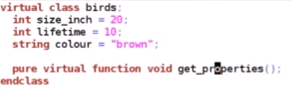 virtual class birds;
  int size_inch = 20;
  int lifetime = 10;
  string colour = "brown";

  pure virtual function void get_properties();
endclass